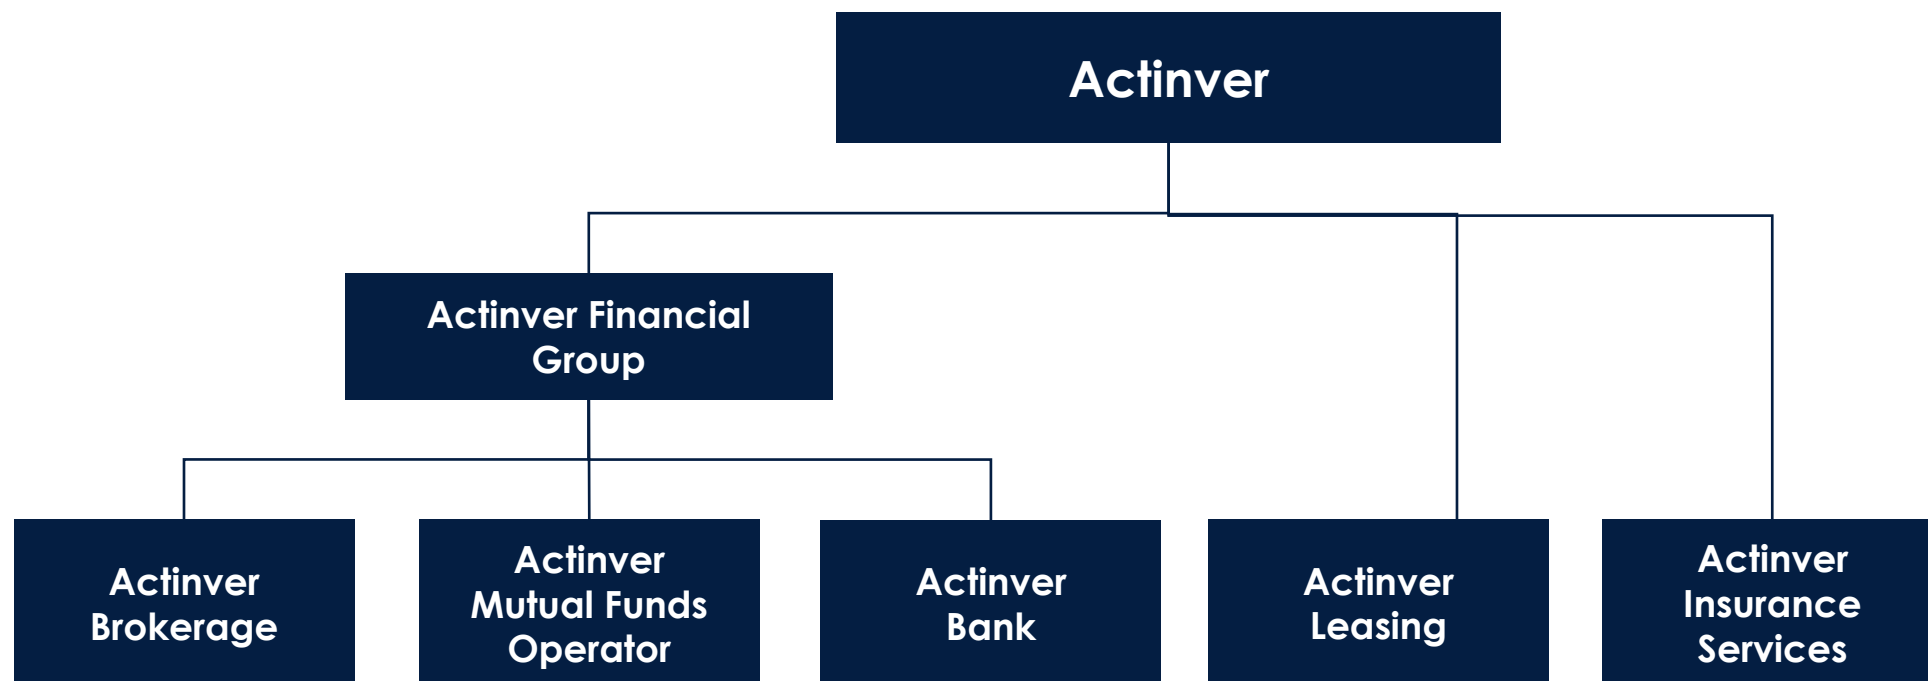 Actinver
Actinver Financial
Group
Actinver
Brokerage
Actinver
Mutual Funds
Operator
Actinver
Bank
Actinver
Leasing
Actinver
Insurance
Services